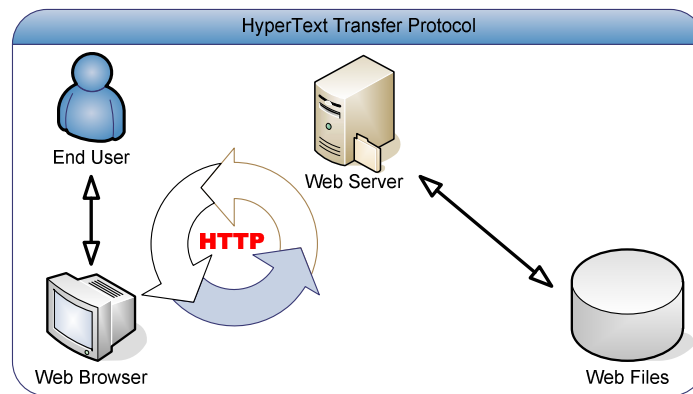 HyperText Transfer Protocol
End User
Web Server
HTTP
Web Browser
Web Files